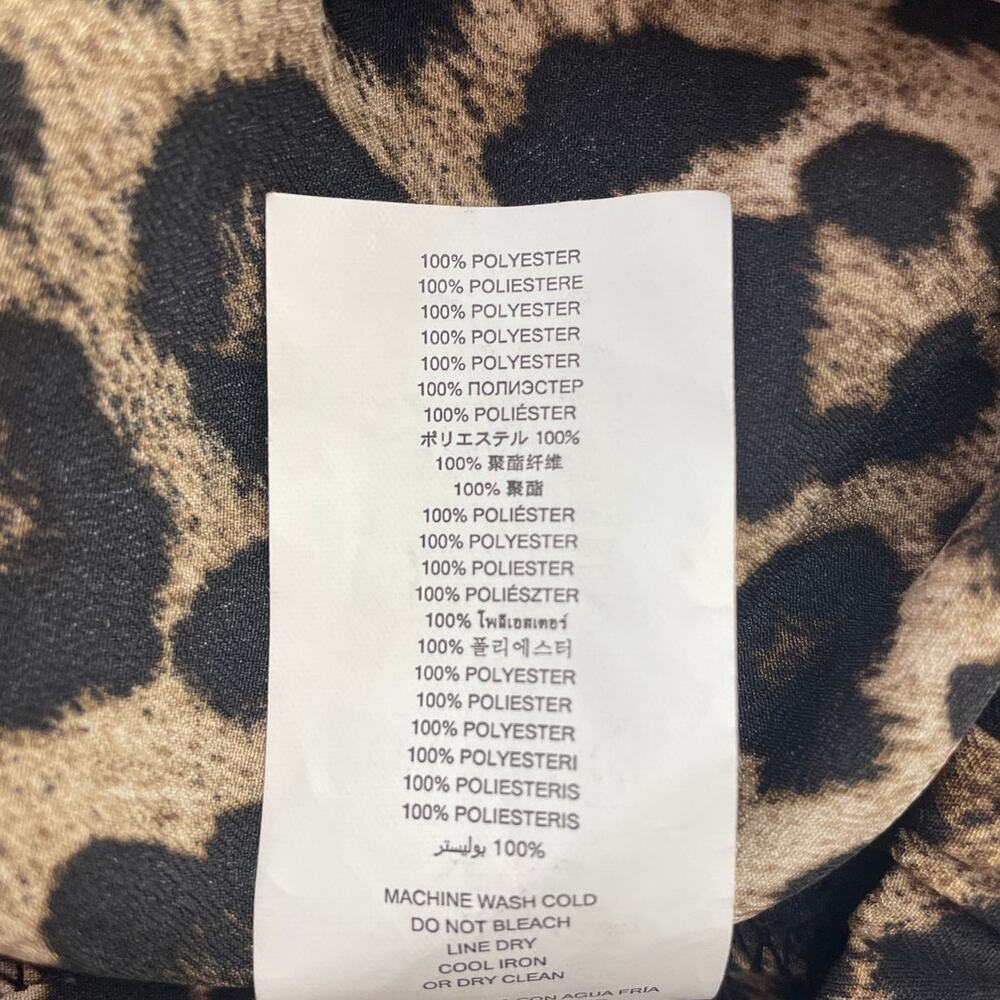 100% POLYESTER
100% POLIESTERE
100% POLYESTER
100% POLYESTER
100% POLYESTER
100% ПОЛИЭСТЕР
100% POLIÉSTER
ポリエステル 100%
100% 聚酯纤维
100% 聚酯
100% POLIÉSTER
100% POLYESTER
100% POLIESTER
100% POLIÉSZTER
100% โพลีเอสเตอร์
100% 폴리에스터
100% POLYESTER
100% POLIESTER
100% POLYESTER
100% POLYESTERI
100% POLIESTERIS
100% POLIESTERIS
100% بوليستر
MACHINE WASH COLD
DO NOT BLEACH
LINE DRY
COOL IRON
OR DRY CLEAN
CON AGUA FRÍA